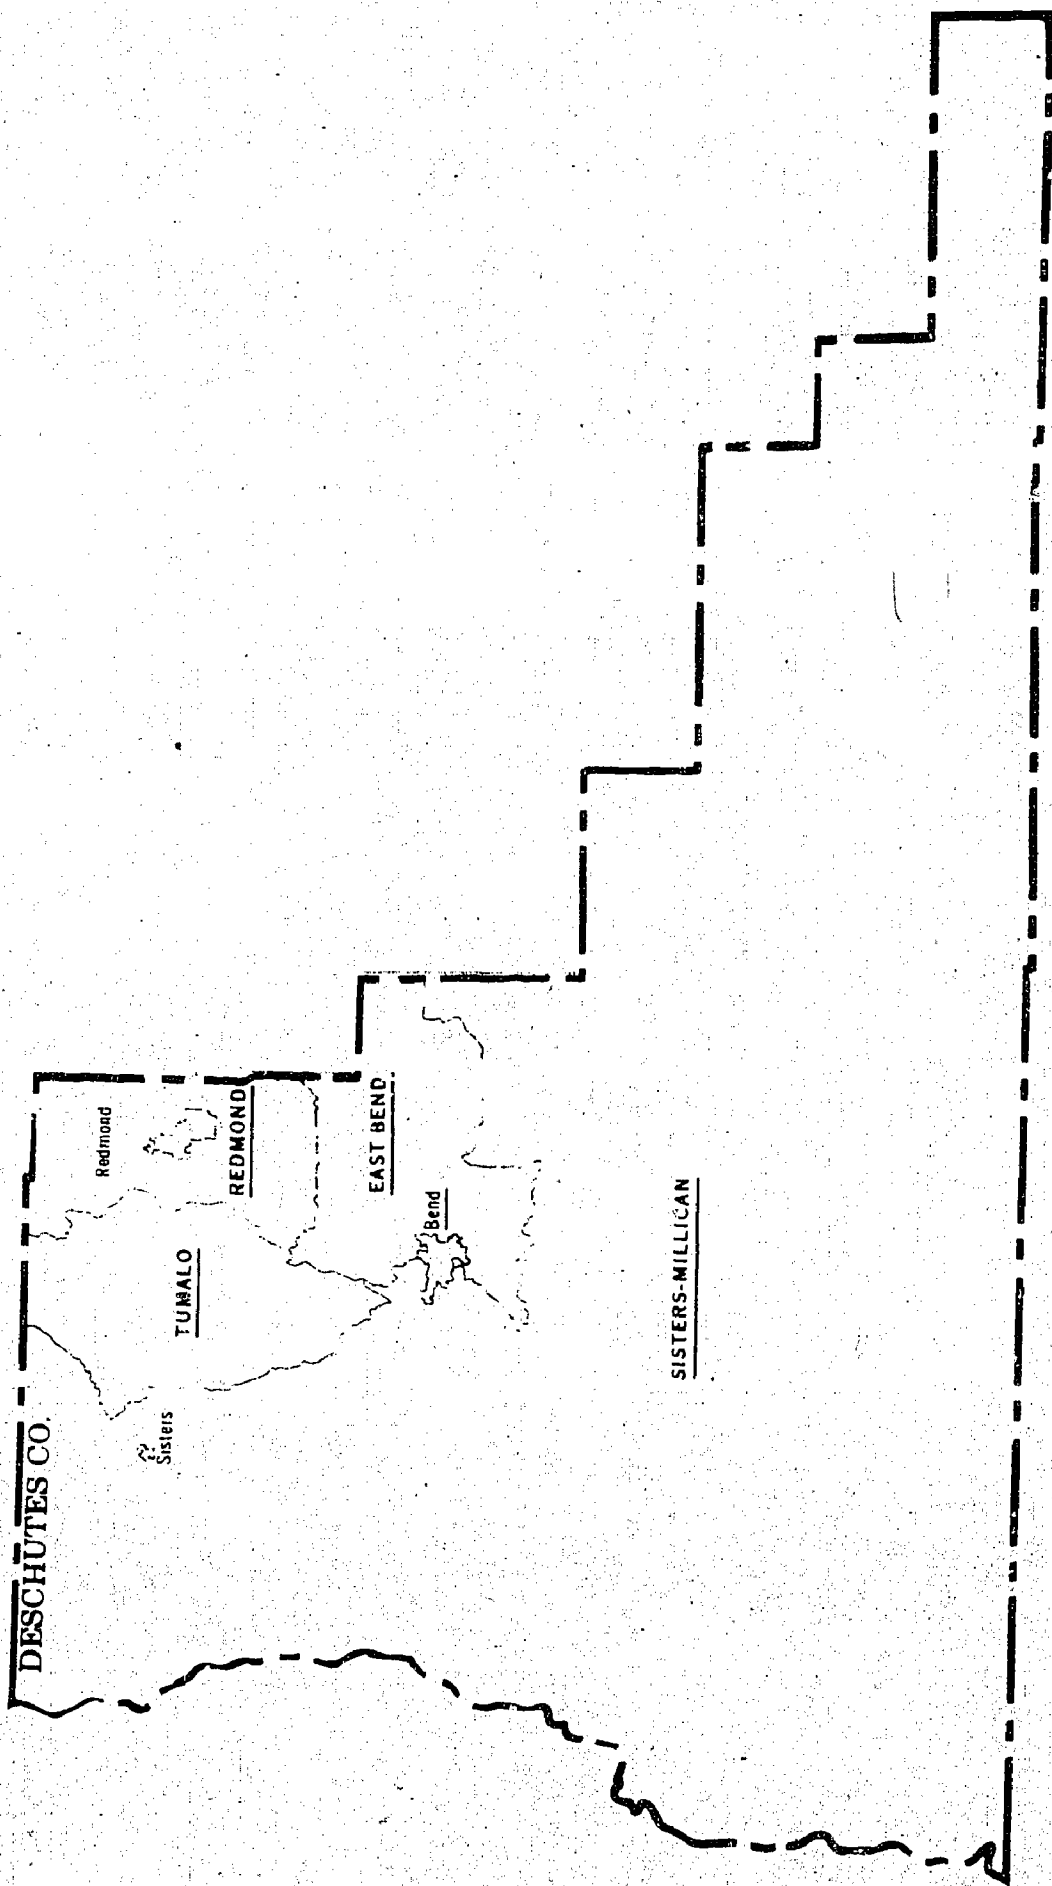 DESCHUTES CO.
Sisters
TUMALO
Redmond
REDMOND
EAST BEND
Bend
SISTERS-MILLICAN